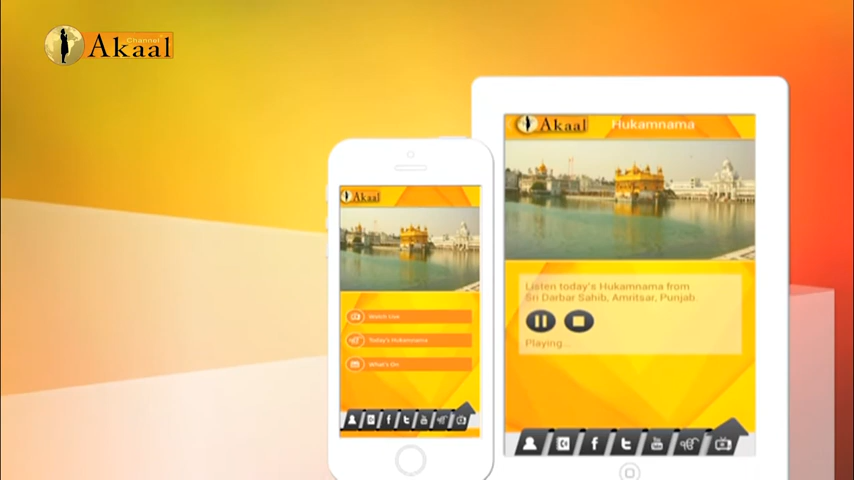 Channel
Akaal
Akaal
Watch Live
Today's Hukamnama
What's On
Akaal
Hukamnama
Listen today's Hukamnama from
Sri Darbar Sahib, Amritsar, Punjab.
Playing...